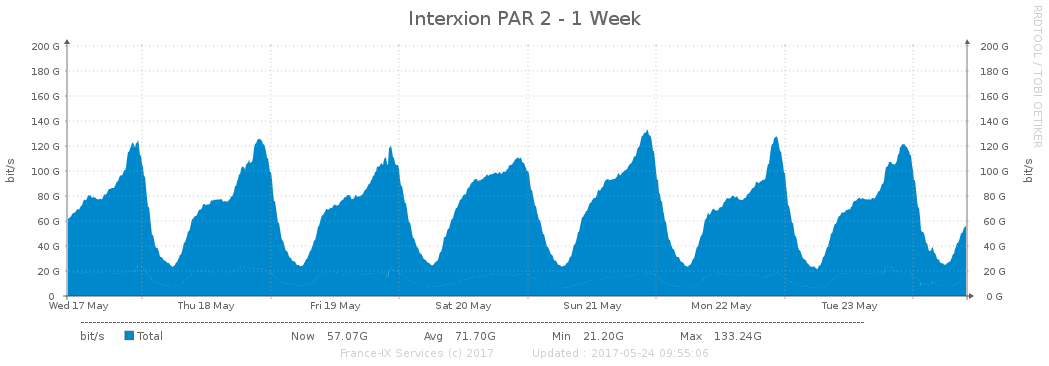 Interxion PAR 2 - 1 Week
RRDTOOL / TOBI OETIKER
200 G 200 G
180 G 180 G
160 G 160 G
140 G 140 G
120 G 120 G
100 G 100 G
80 G 80 G
60 G 60 G
40 G 40 G
20 G 20 G
0 0 G
bit/s bit/s
Wed 17 May Thu 18 May Fri 19 May Sat 20 May Sun 21 May Mon 22 May Tue 23 May
bit/s Total Now 57.07G Avg 71.70G Min 21.20G Max 133.24G
France-IX Services (c) 2017 Updated : 2017-05-24 09:55:06